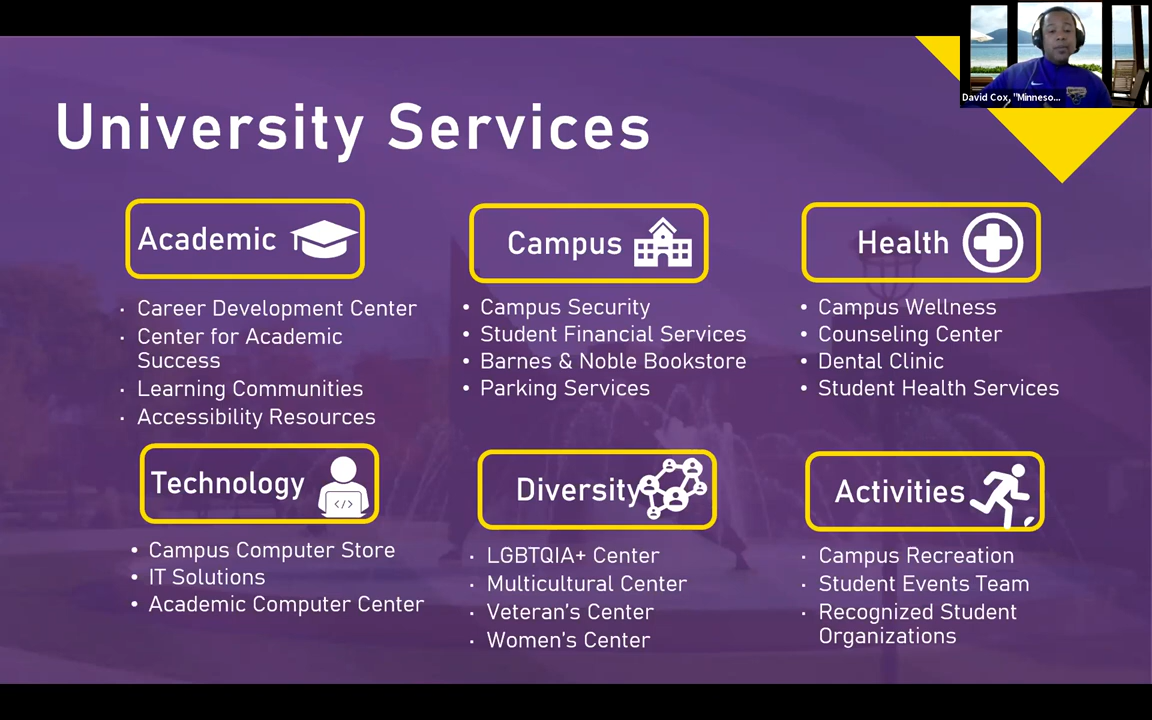 David Cox, "Minneso...
University Services
Academic
Career Development Center
Center for Academic
Success
Learning Communities
Accessibility Resources
Campus
Campus Security
Student Financial Services
Barnes & Noble Bookstore
Parking Services
Health
Campus Wellness
Counseling Center
Dental Clinic
Student Health Services
Technology
</>
Campus Computer Store
IT Solutions
Academic Computer Center
Diversity
LGBTQIA+ Center
Multicultural Center
Veteran's Center
Women's Center
Activities
Campus Recreation
Student Events Team
Recognized Student
Organizations